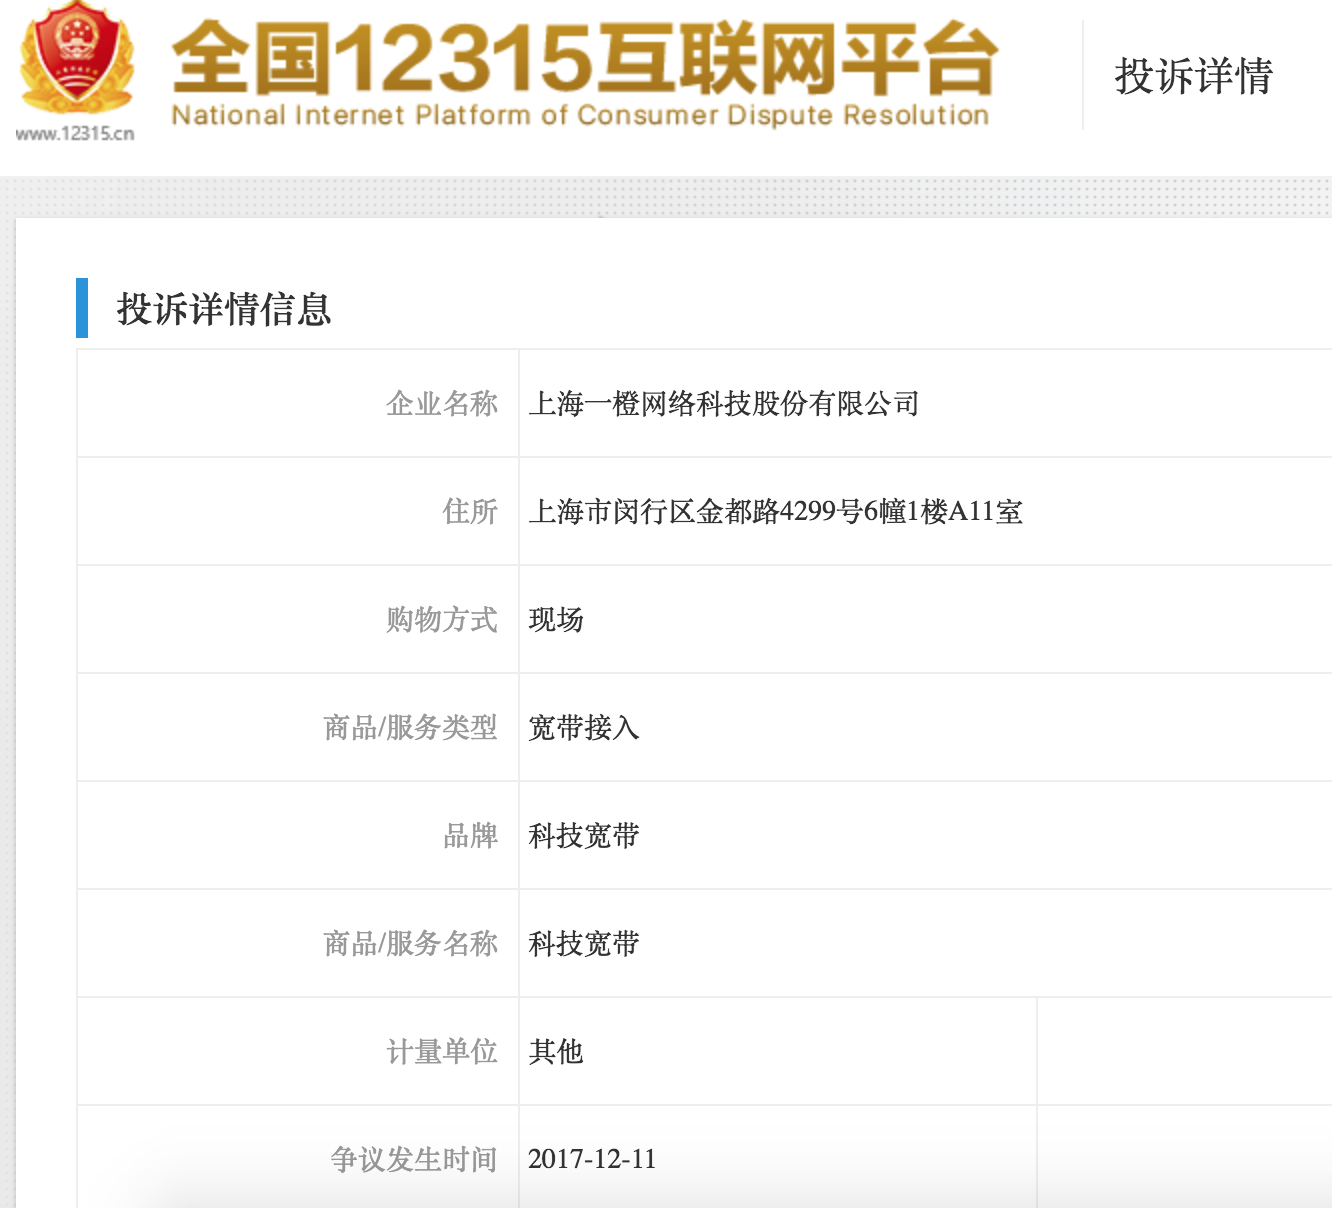 全国12315互联网平台
National Internet Platform of Consumer Dispute Resolution
www.12315.cn
投诉详情
投诉详情信息
企业名称 上海一橙网络科技股份有限公司
住所 上海市闵行区金都路4299号6幢1楼A11室
购物方式 现场
商品/服务类型 宽带接入
品牌 科技宽带
商品/服务名称 科技宽带
计量单位 其他
争议发生时间 2017-12-11